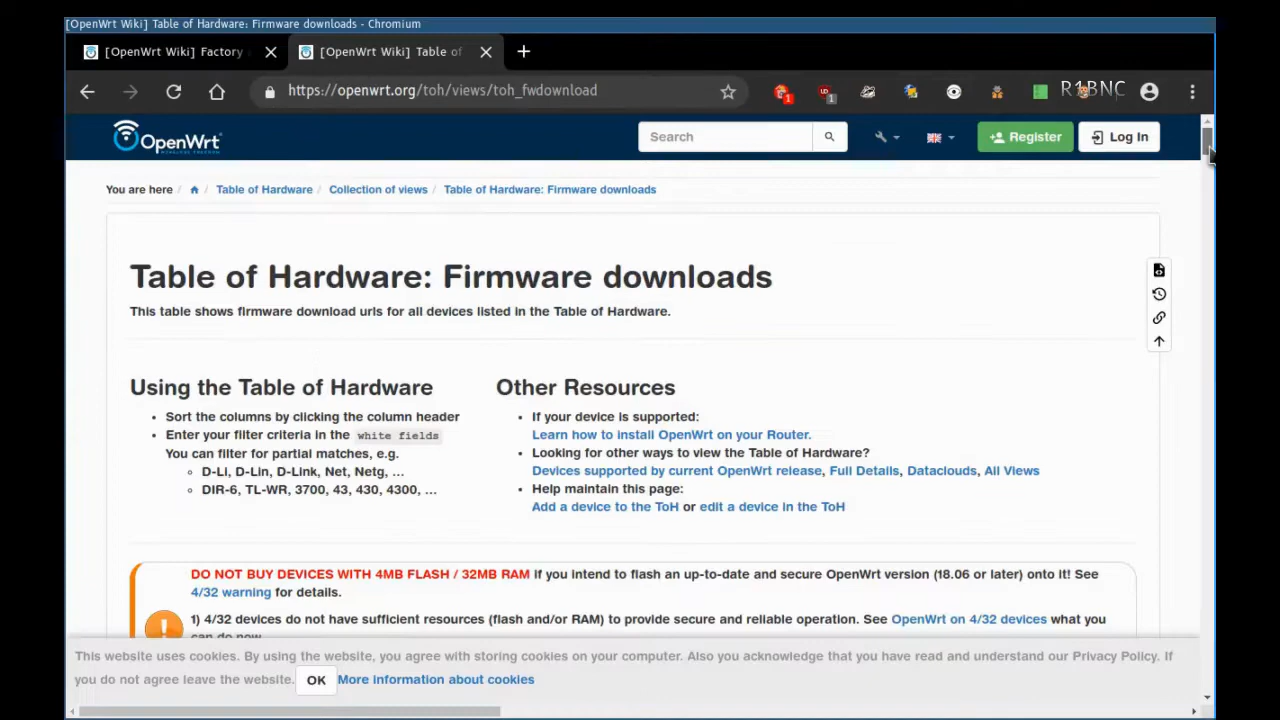 [OpenWrt Wiki] Table of Hardware: Firmware downloads - Chromium
[OpenWrt Wiki] Factory
[OpenWrt Wiki] Table of
https://openwrt.org/toh/views/toh_fwdownload
1
1
R1BNC
OpenWrt
WIRELESS FREEDOM
Search
Register
Log In
You are here / / Table of Hardware / Collection of views / Table of Hardware: Firmware downloads
Table of Hardware: Firmware downloads
This table shows firmware download urls for all devices listed in the Table of Hardware.
Using the Table of Hardware
Sort the columns by clicking the column header
Enter your filter criteria in the white fields
You can filter for partial matches, e.g.
D-Li, D-Lin, D-Link, Net, Netg, …
DIR-6, TL-WR, 3700, 43, 430, 4300, …
Other Resources
If your device is supported:
Learn how to install OpenWrt on your Router.
Looking for other ways to view the Table of Hardware?
Devices supported by current OpenWrt release, Full Details, Dataclouds, All Views
Help maintain this page:
Add a device to the ToH or edit a device in the ToH
DO NOT BUY DEVICES WITH 4MB FLASH / 32MB RAM if you intend to flash an up-to-date and secure OpenWrt version (18.06 or later) onto it! See
4/32 warning for details.
1) 4/32 devices do not have sufficient resources (flash and/or RAM) to provide secure and reliable operation. See OpenWrt on 4/32 devices what you
can do now
This website uses cookies. By using the website, you agree with storing cookies on your computer. Also you acknowledge that you have read and understand our Privacy Policy. If
you do not agree leave the website. OK More information about cookies